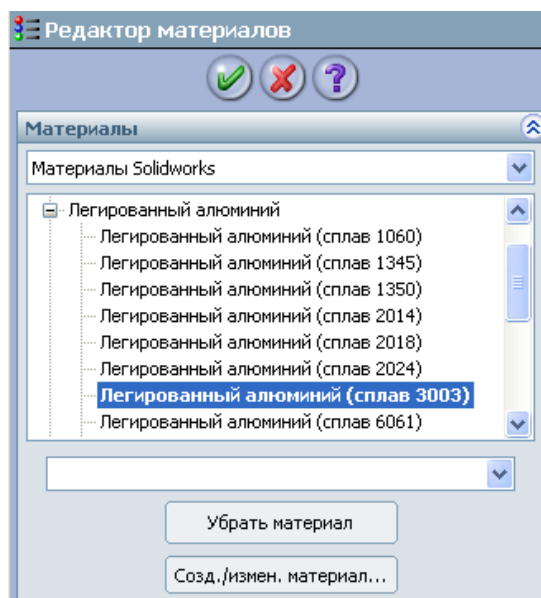 Редактор материалов
?
Материалы
Материалы Solidworks
Легированный алюминий
Легированный алюминий (сплав 1060)
Легированный алюминий (сплав 1345)
Легированный алюминий (сплав 1350)
Легированный алюминий (сплав 2014)
Легированный алюминий (сплав 2018)
Легированный алюминий (сплав 2024)
Легированный алюминий (сплав 3003)
Легированный алюминий (сплав 6061)
Убрать материал
Созд./измен. материал...